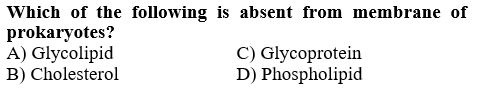 Which of the following is absent from membrane of
prokaryotes?
A) Glycolipid C) Glycoprotein
B) Cholesterol D) Phospholipid